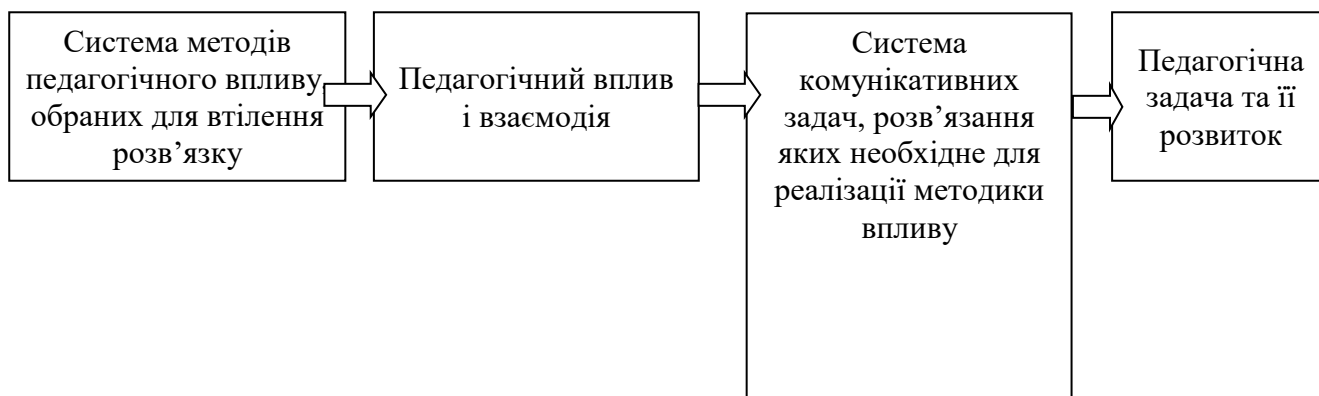 Система методів
педагогічного впливу,
обраних для втілення
розв’язку
Педагогічний вплив
і взаємодія
Система
комунікативних
задач, розв’язання
яких необхідне для
реалізації методики
впливу
Педагогічна
задача та її
розвиток